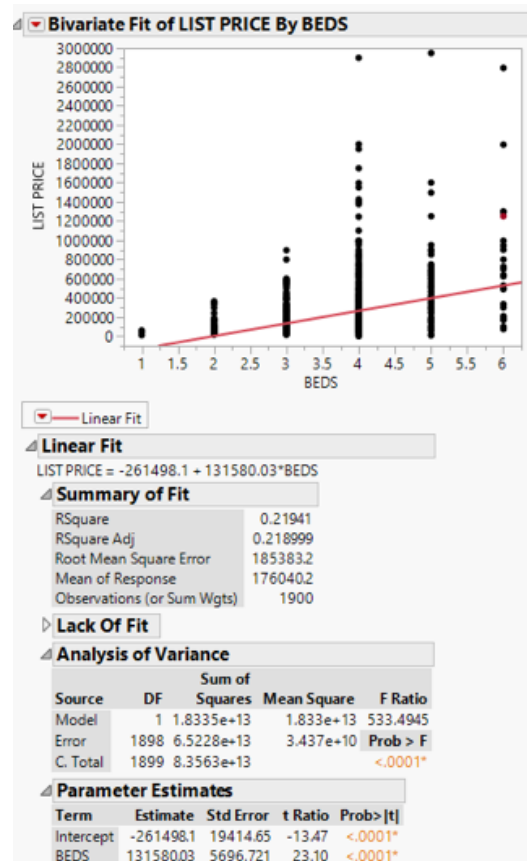 Bivariate Fit of LIST PRICE By BEDS
3000000
2800000
2600000
2400000
2200000
2000000
1800000
1600000
1400000
1200000
1000000
800000
600000
400000
200000
0
LIST PRICE
1 1.5 2 2.5 3 3.5 4 4.5 5 5.5 6
BEDS
Linear Fit
Linear Fit
LIST PRICE = -261498.1 + 131580.03*BEDS
Summary of Fit
RSquare 0.21941
RSquare Adj 0.218999
Root Mean Square Error 185383.2
Mean of Response 176040.2
Observations (or Sum Wgts) 1900
Lack Of Fit
Analysis of Variance
Sum of
Source DF Squares Mean Square F Ratio
Model 1 1.8335e+13 1.833e+13 533.4945
Error 1898 6.5228e+13 3.437e+10 Prob > F
C. Total 1899 8.3563e+13 <.0001*
Parameter Estimates
Term Estimate Std Error t Ratio Prob>|t|
Intercept -261498.1 19414.65 -13.47 <.0001*
BEDS 131580.03 5696.721 23.10 <.0001*